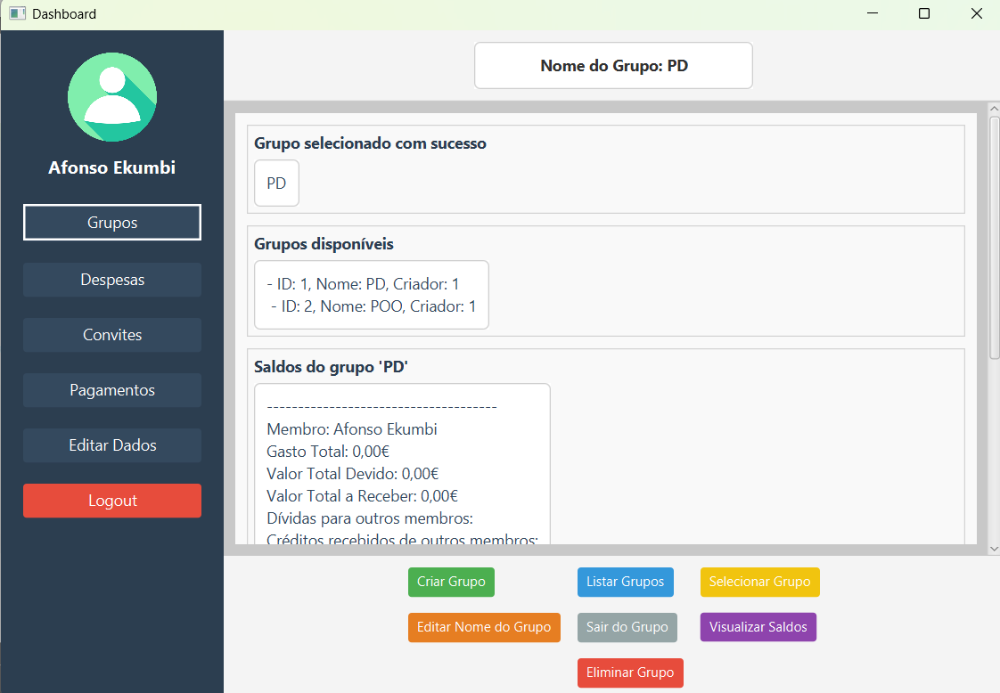 Dashboard
Afonso Ekumbi
Grupos
Despesas
Convites
Pagamentos
Editar Dados
Logout
Nome do Grupo: PD
Grupo selecionado com sucesso
PD
Grupos disponíveis
- ID: 1, Nome: PD, Criador: 1
- ID: 2, Nome: POO, Criador: 1
Saldos do grupo 'PD'
-------------------------------------
Membro: Afonso Ekumbi
Gasto Total: 0,00€
Valor Total Devido: 0,00€
Valor Total a Receber: 0,00€
Dívidas para outros membros:
Créditos recebidos de outros membros:
Criar Grupo
Listar Grupos
Selecionar Grupo
Editar Nome do Grupo
Sair do Grupo
Visualizar Saldos
Eliminar Grupo